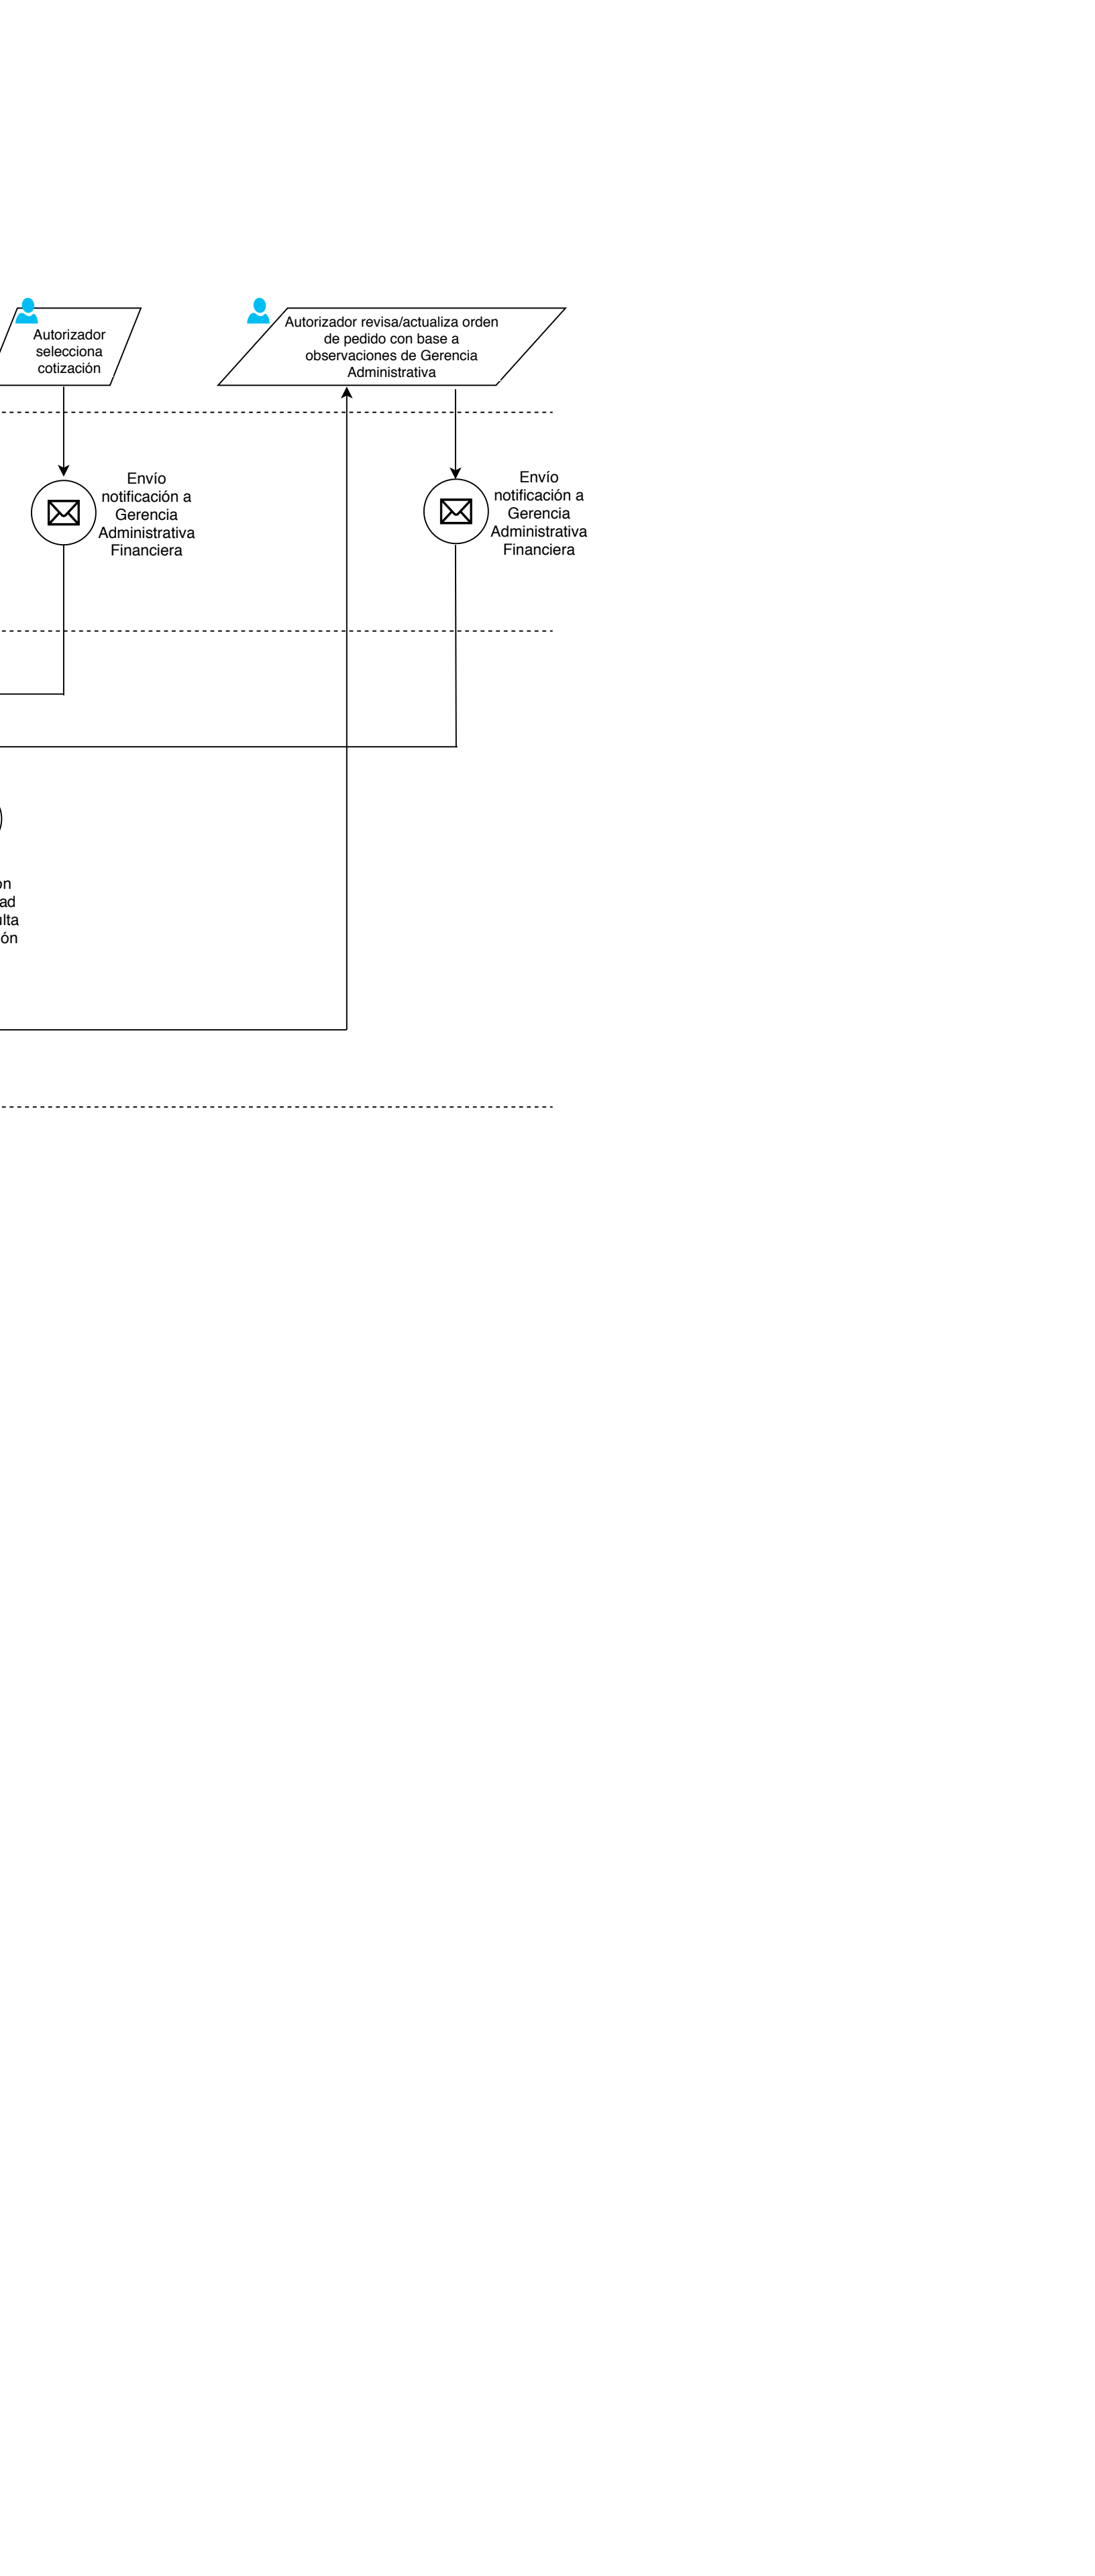 Autorizador
selecciona
cotización
Autorizador revisa/actualiza orden
de pedido con base a
observaciones de Gerencia
Administrativa
Envío
notificación a
Gerencia
Administrativa
Financiera
Envío
notificación a
Gerencia
Administrativa
Financiera